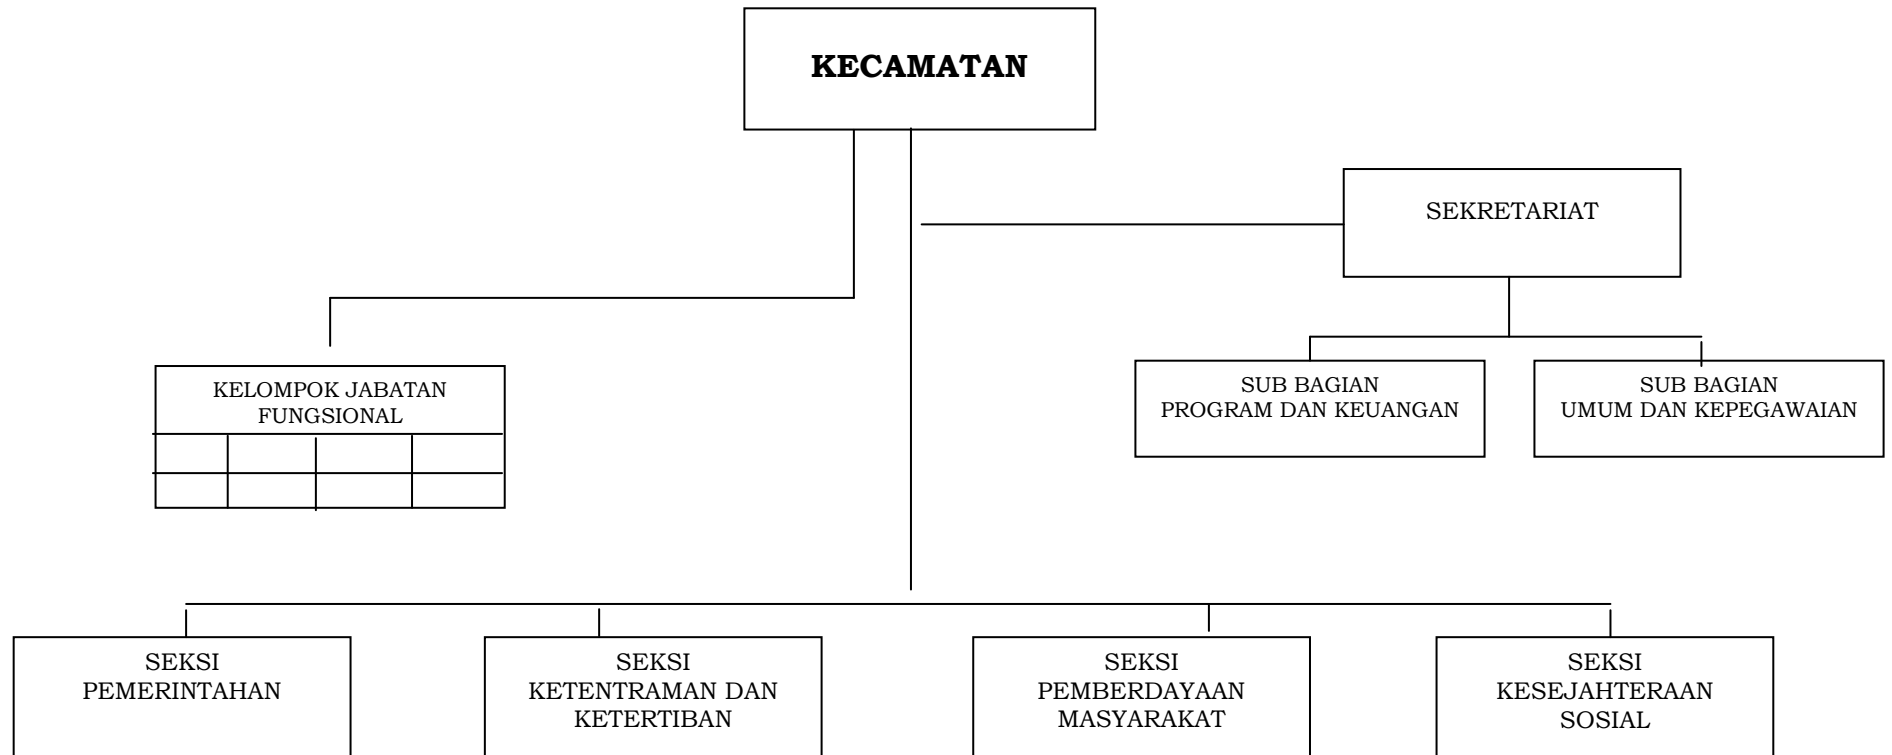 KECAMATAN
SEKRETARIAT
KELOMPOK JABATAN
FUNGSIONAL
SUB BAGIAN
PROGRAM DAN KEUANGAN
SUB BAGIAN
UMUM DAN KEPEGAWAIAN
SEKSI
PEMERINTAHAN
SEKSI
KETENTRAMAN DAN
KETERTIBAN
SEKSI
PEMBERDAYAAN
MASYARAKAT
SEKSI
KESEJAHTERAAN
SOSIAL